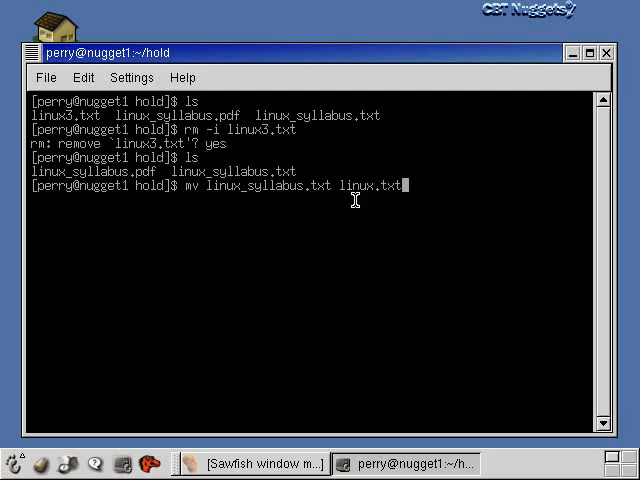 CBT Nuggets
perry@nugget1:~/hold
File Edit Settings Help
[perry@nugget1 hold]$ ls
linux3.txt  linux_syllabus.pdf  linux_syllabus.txt
[perry@nugget1 hold]$ rm -i linux3.txt
rm: remove `linux3.txt'? yes
[perry@nugget1 hold]$ ls
linux_syllabus.pdf  linux_syllabus.txt
[perry@nugget1 hold]$ mv linux_syllabus.txt linux.txt
[Sawfish window m...] perry@nugget1:~/h...